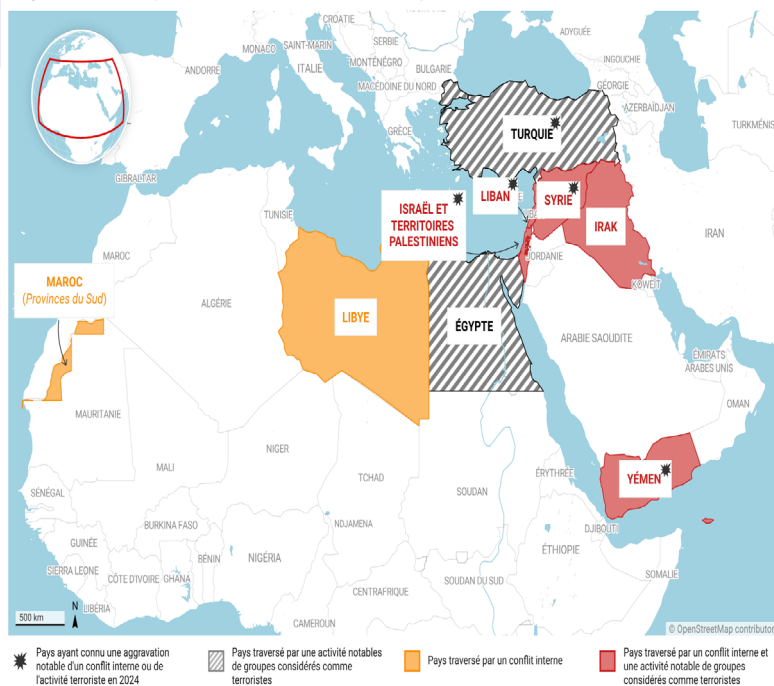 CROATIE
MONACO
SAINT-MARIN
SERBIE
ADYGUÉE
ANDORRE
ITALIE
MONTÉNÉGRO
BULGARIE
INGOUCHIE
MACÉDOINE DU NORD
GÉORGIE
AZERBAÏDJAN
TURQUIE
TURKMÉNIS
GRÈCE
GIBRALTAR
LIBAN
SYRIE
TUNISIE
ISRAËL ET
TERRITOIRES
PALESTINIENS
IRAK
IRAN
MAROC
JORDANIE
MAROC
(Provinces du Sud)
KOWEÏT
ALGÉRIE
LIBYE
ÉGYPTE
ARABIE SAOUDITE
ÉMIRATS
ARABES UNIS
OMAN
MAURITANIE
NIGER
MALI
TCHAD
ÉRYTHRÉE
YÉMEN
SÉNÉGAL
SOUDAN
BURKINA FASO
NDJAMENA
DJIBOUTI
GUINÉE
BÉNIN
NIGÉRIA
ÉTHIOPIE
SIERRA LEONE
CÔTE D'IVOIRE
GHANA
SOUDAN DU SUD
SOMALIE
CENTRAFRIQUE
LIBÉRIA
500 km
N
CAMEROUN
© OpenStreetMap contributor
Pays ayant connu une aggravation
notable d'un conflit interne ou de
l'activité terroriste en 2024
Pays traversé par une activité notables
de groupes considérés comme
terroristes
Pays traversé par un conflit interne
Pays traversé par un conflit interne et
une activité notable de groupes
considérés comme terroristes